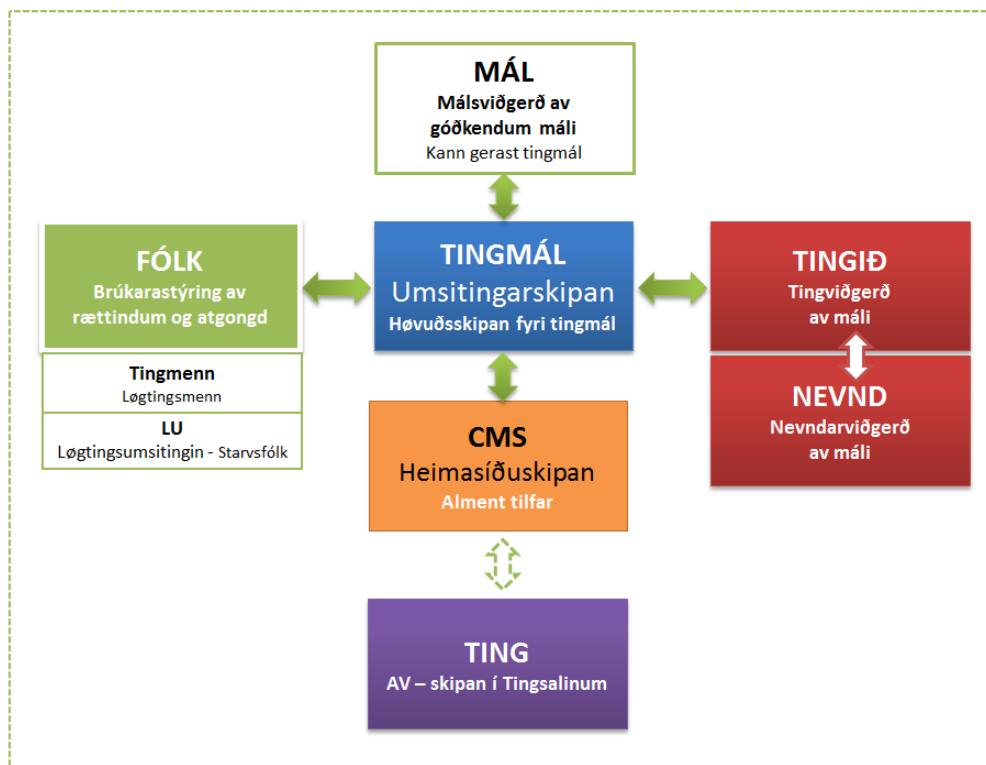 MÁL
Málsviðgerð av
góðkendum máli
Kann gerast tingmál
FÓLK
Brúkarastýring av
rættindum og atgongd
Tingmenn
Løgtingsmenn
LU
Løgtingsumsitingin - Starvsfólk
TINGMÁL
Umsitingarskipan
Høvuðsskipan fyri tingmál
TINGIÐ
Tingviðgerð
av máli
NEVND
Nevndarviðgerð
av máli
CMS
Heimasíðuskipan
Alment tilfar
TING
AV – skipan í Tingsalinum